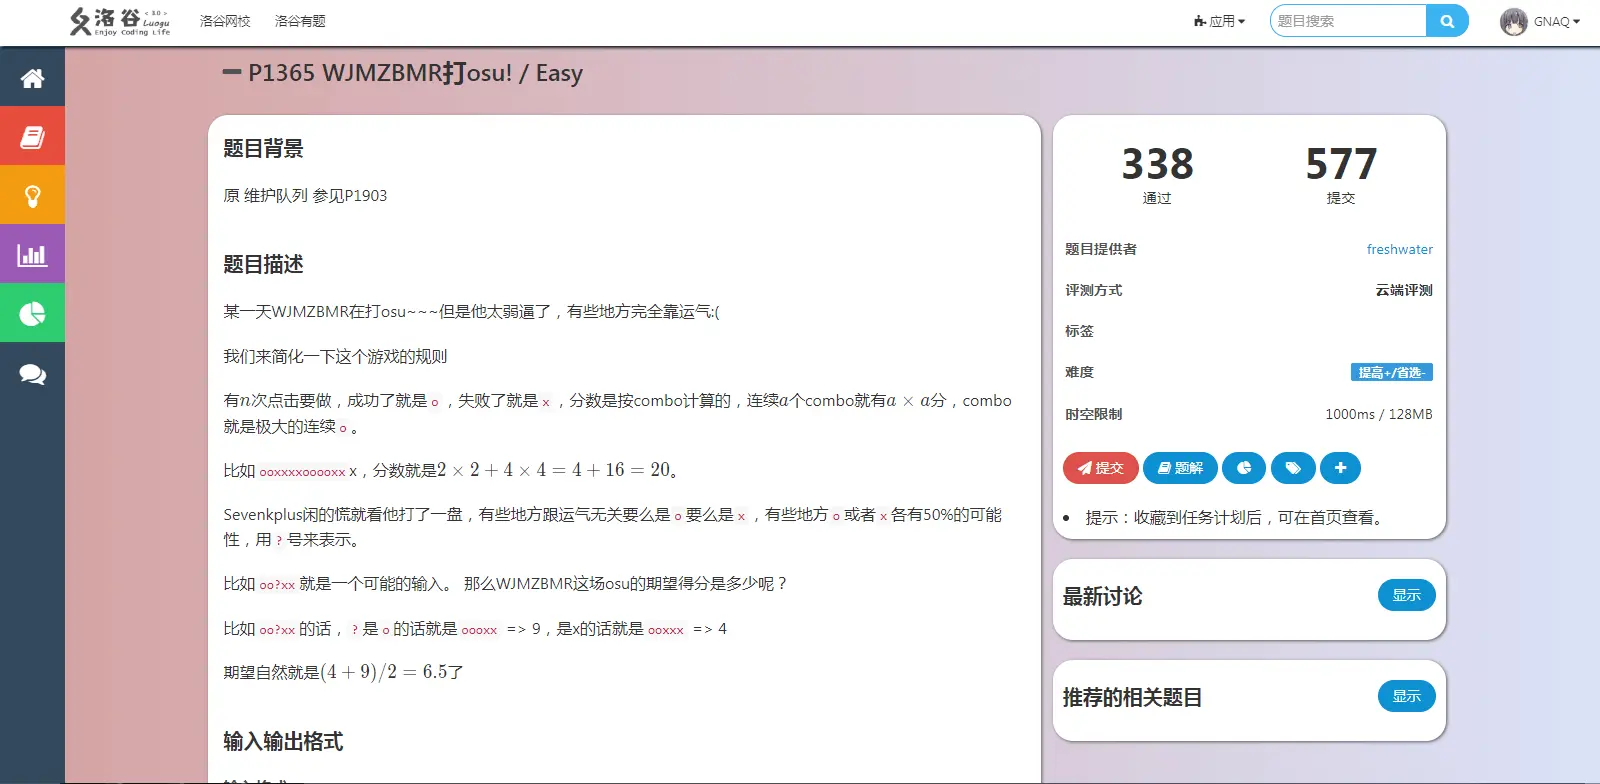 洛谷 <3.0> Luogu
Enjoy Coding Life
洛谷网校
洛谷有题
应用
题目搜索
GNAQ
P1365 WJMZBMR打osu! / Easy
题目背景
原 维护队列 参见P1903
题目描述
某一天WJMZBMR在打osu~~~但是他太弱逼了，有些地方完全靠运气:(
我们来简化一下这个游戏的规则
有n次点击要做，成功了就是 o ，失败了就是 x ，分数是按combo计算的，连续a个combo就有a × a分，combo
就是极大的连续 o 。
比如 ooxxxxooooxx x，分数就是2 × 2 + 4 × 4 = 4 + 16 = 20。
Sevenkplus闲的慌就看他打了一盘，有些地方跟运气无关要么是 o 要么是 x ，有些地方 o 或者 x 各有50%的可能
性，用 ? 号来表示。
比如 oo?xx 就是一个可能的输入。 那么WJMZBMR这场osu的期望得分是多少呢？
比如 oo?xx 的话， ? 是 o 的话就是 oooxx => 9，是x的话就是 ooxxx => 4
期望自然就是(4 + 9)/2 = 6.5了
输入输出格式
338
通过
577
提交
题目提供者
freshwater
评测方式
云端评测
标签
难度
提高+/省选-
时空限制
1000ms / 128MB
提交
题解
提示：收藏到任务计划后，可在首页查看。
最新讨论
显示
推荐的相关题目
显示